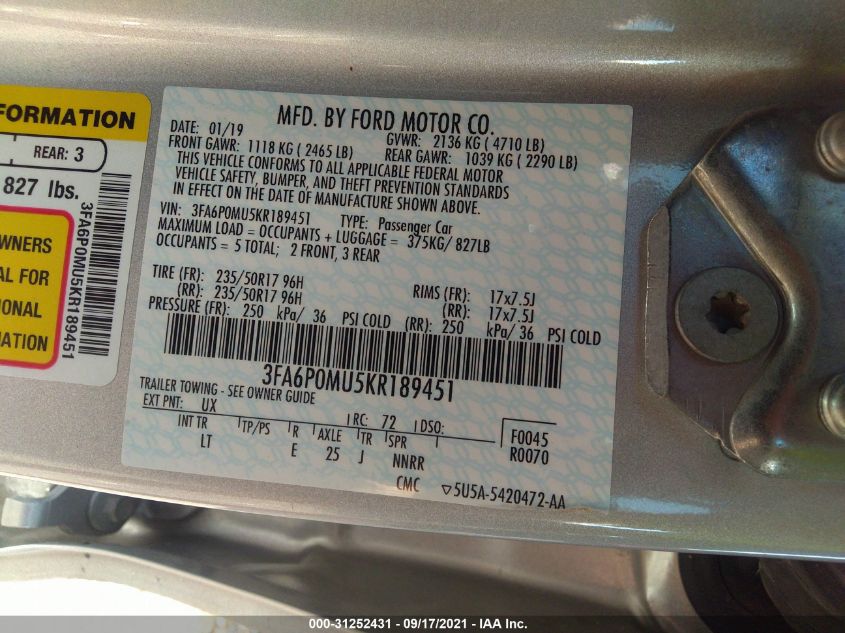 FORMATION
REAR: 3
827 lbs.
WNERS
AL FOR
IONAL
MATION
3FA6P0MU5KR189451
MFD. BY FORD MOTOR CO.
DATE: 01/19 GVWR: 2136 KG ( 4710 LB)
FRONT GAWR: 1118 KG ( 2465 LB) REAR GAWR: 1039 KG ( 2290 LB)
THIS VEHICLE CONFORMS TO ALL APPLICABLE FEDERAL MOTOR
VEHICLE SAFETY, BUMPER, AND THEFT PREVENTION STANDARDS
IN EFFECT ON THE DATE OF MANUFACTURE SHOWN ABOVE.
VIN: 3FA6P0MU5KR189451 TYPE: Passenger Car
MAXIMUM LOAD = OCCUPANTS + LUGGAGE = 375KG/ 827LB
OCCUPANTS = 5 TOTAL; 2 FRONT, 3 REAR
TIRE (FR): 235/50R17 96H RIMS (FR): 17x7.5J
(RR): 235/50R17 96H (RR): 17x7.5J
PRESSURE (FR): 250 kPa/ 36 PSI COLD (RR): 250 kPa/ 36 PSI COLD
3FA6P0MU5KR189451
TRAILER TOWING - SEE OWNER GUIDE
EXT PNT: UX RC: 72 DSO: F0045
INT TR TP/PS R AXLE TR SPR R0070
LT E 25 J NNRR
CMC ▽5U5A-5420472-AA
000-31252431 - 09/17/2021 - IAA Inc.